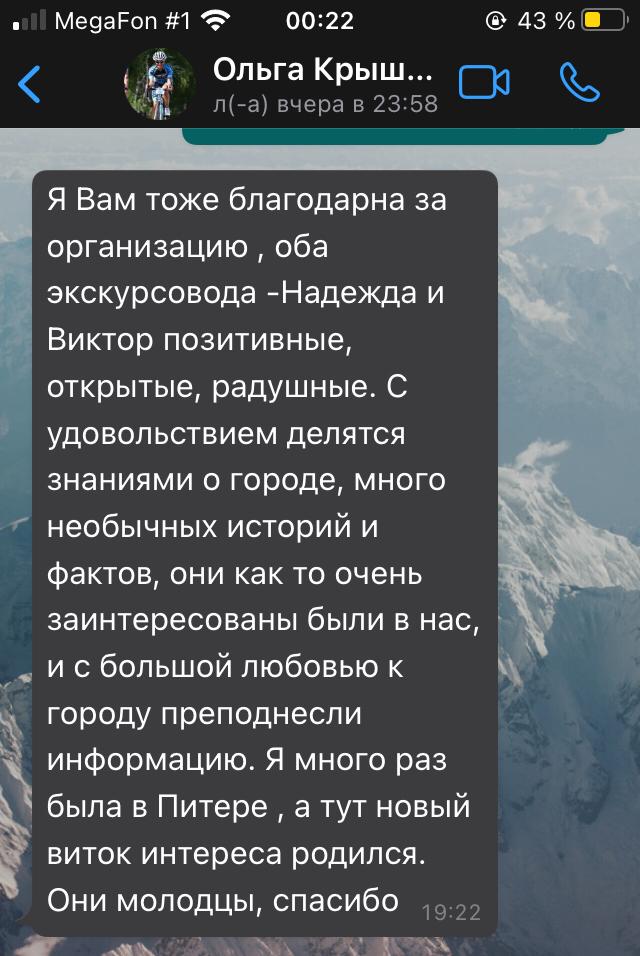 MegaFon #1 00:22 43 %
Ольга Крыш...
л(-а) вчера в 23:58
Я Вам тоже благодарна за
организацию , оба
экскурсовода -Надежда и
Виктор позитивные,
открытые, радушные. С
удовольствием делятся
знаниями о городе, много
необычных историй и
фактов, они как то очень
заинтересованы были в нас,
и с большой любовью к
городу преподнесли
информацию. Я много раз
была в Питере , а тут новый
виток интереса родился.
Они молодцы, спасибо 19:22